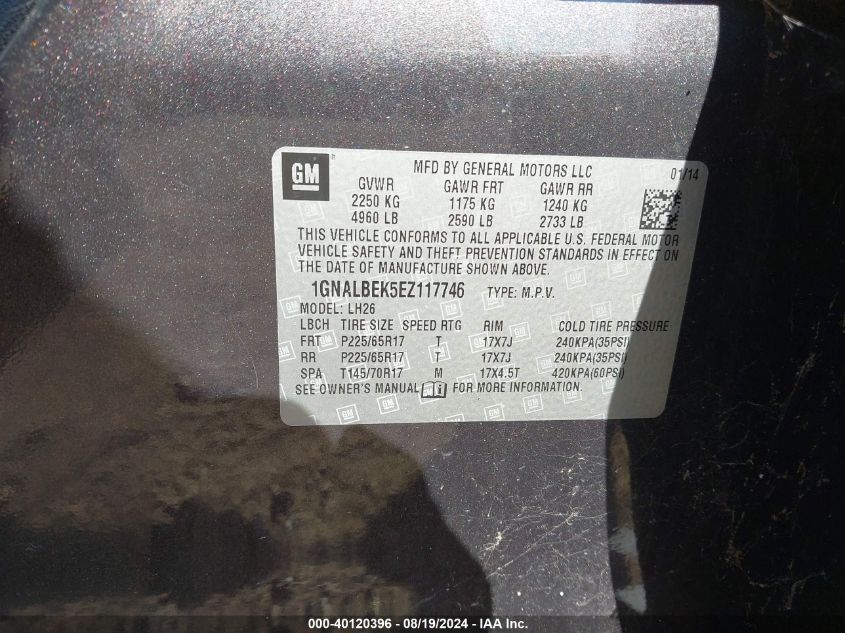 GM ® MFD BY GENERAL MOTORS LLC 01/14
GVWR GAWR FRT GAWR RR
2250 KG 1175 KG 1240 KG
4960 LB 2590 LB 2733 LB
THIS VEHICLE CONFORMS TO ALL APPLICABLE U.S. FEDERAL MOTOR
VEHICLE SAFETY AND THEFT PREVENTION STANDARDS IN EFFECT ON
THE DATE OF MANUFACTURE SHOWN ABOVE.
1GNALBEK5EZ117746 TYPE: M.P.V.
MODEL: LH26
LBCH TIRE SIZE SPEED RTG RIM COLD TIRE PRESSURE
FRT P225/65R17 T 17X7J 240KPA(35PSI)
RR P225/65R17 T 17X7J 240KPA(35PSI)
SPA T145/70R17 M 17X4.5T 420KPA(60PSI)
SEE OWNER'S MANUAL FOR MORE INFORMATION.
000-40120396 - 08/19/2024 - IAA Inc.